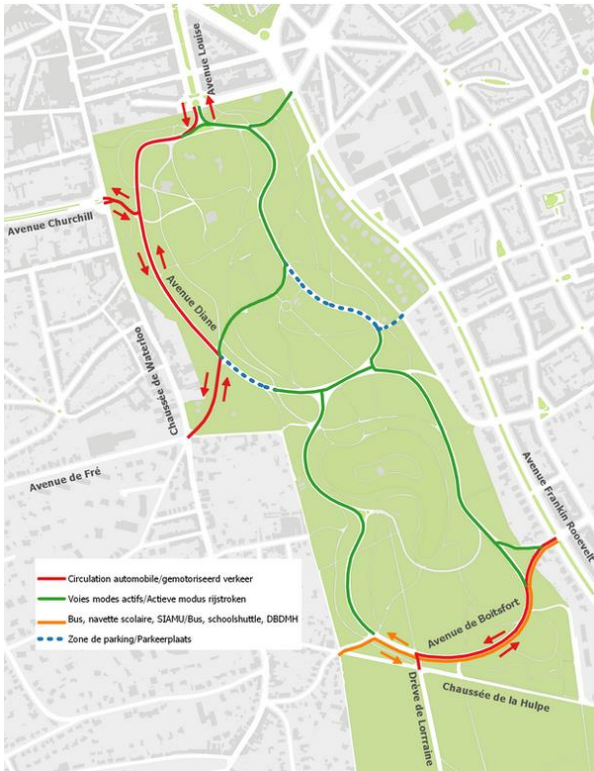 Avenue Louise
Avenue Churchill
Avenue Diane
Chaussée de Waterloo
Avenue de Fré
Avenue Frankin Roosevelt
Circulation automobile/gemotoriseerd verkeer
Voies modes actifs/Actieve modus rijstroken
Bus, navette scolaire, SIAMU/Bus, schoolshuttle, DBDMH
Zone de parking/Parkeerplaats
Avenue de Boitsfort
Drève de Lorrraine
Chaussée de la Hulpe